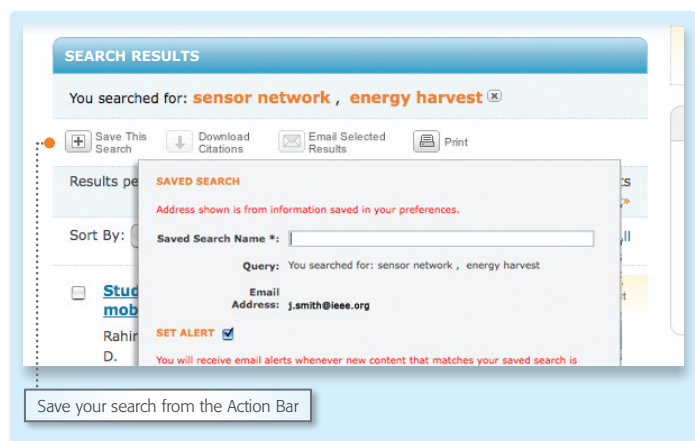 SEARCH RESULTS
You searched for: sensor network , energy harvest
Save This
Search
Download
Citations
Email Selected
Results
Print
Results pe
SAVED SEARCH
Address shown is from information saved in your preferences.
Sort By:
Saved Search Name *:
Query: You searched for: sensor network , energy harvest
Email
Address: j.smith@ieee.org
Stud
mob
SET ALERT
Rahir
D.
You will receive email alerts whenever new content that matches your saved search is
Save your search from the Action Bar